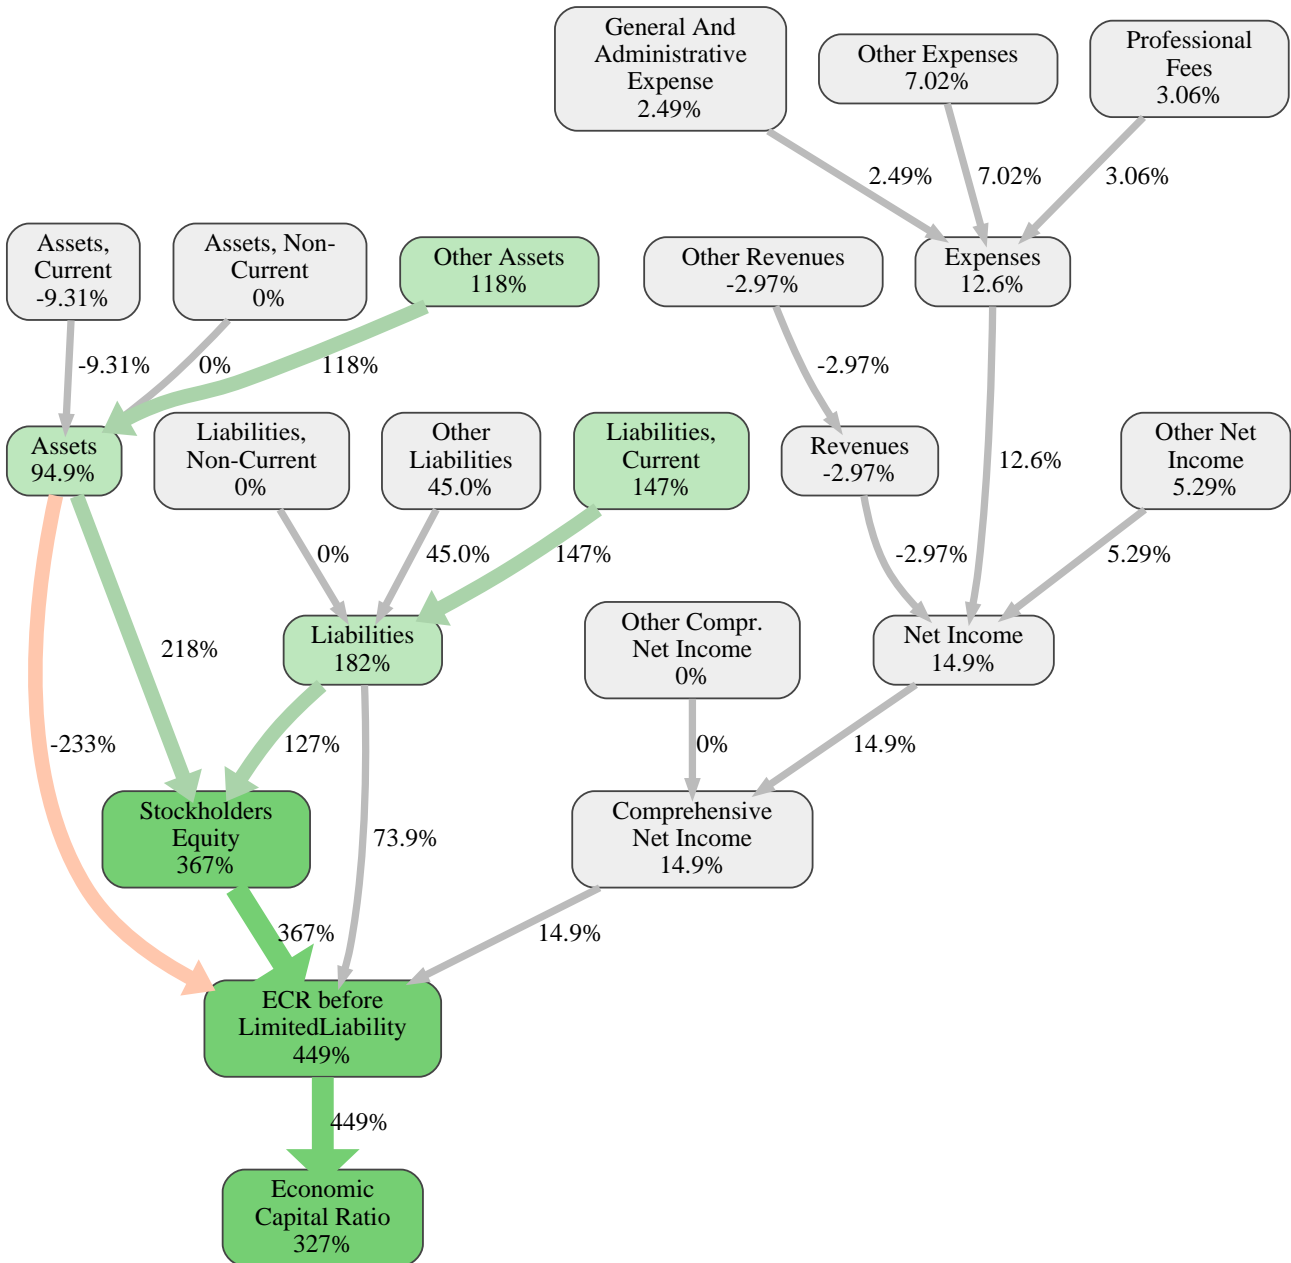 General And
Administrative
Expense
2.49%
Other Expenses
7.02%
Professional
Fees
3.06%
2.49%
7.02%
3.06%
Assets,
Current
-9.31%
Assets, Non-
Current
0%
Other Assets
118%
Other Revenues
-2.97%
Expenses
12.6%
-9.31%
0%
118%
-2.97%
Assets
94.9%
Liabilities,
Non-Current
0%
Other
Liabilities
45.0%
Liabilities,
Current
147%
Revenues
-2.97%
12.6%
Other Net
Income
5.29%
0%
45.0%
147%
-2.97%
5.29%
218%
Liabilities
182%
Other Compr.
Net Income
0%
Net Income
14.9%
-233%
127%
0%
14.9%
Stockholders
Equity
367%
73.9%
Comprehensive
Net Income
14.9%
367%
14.9%
ECR before
LimitedLiability
449%
449%
Economic
Capital Ratio
327%